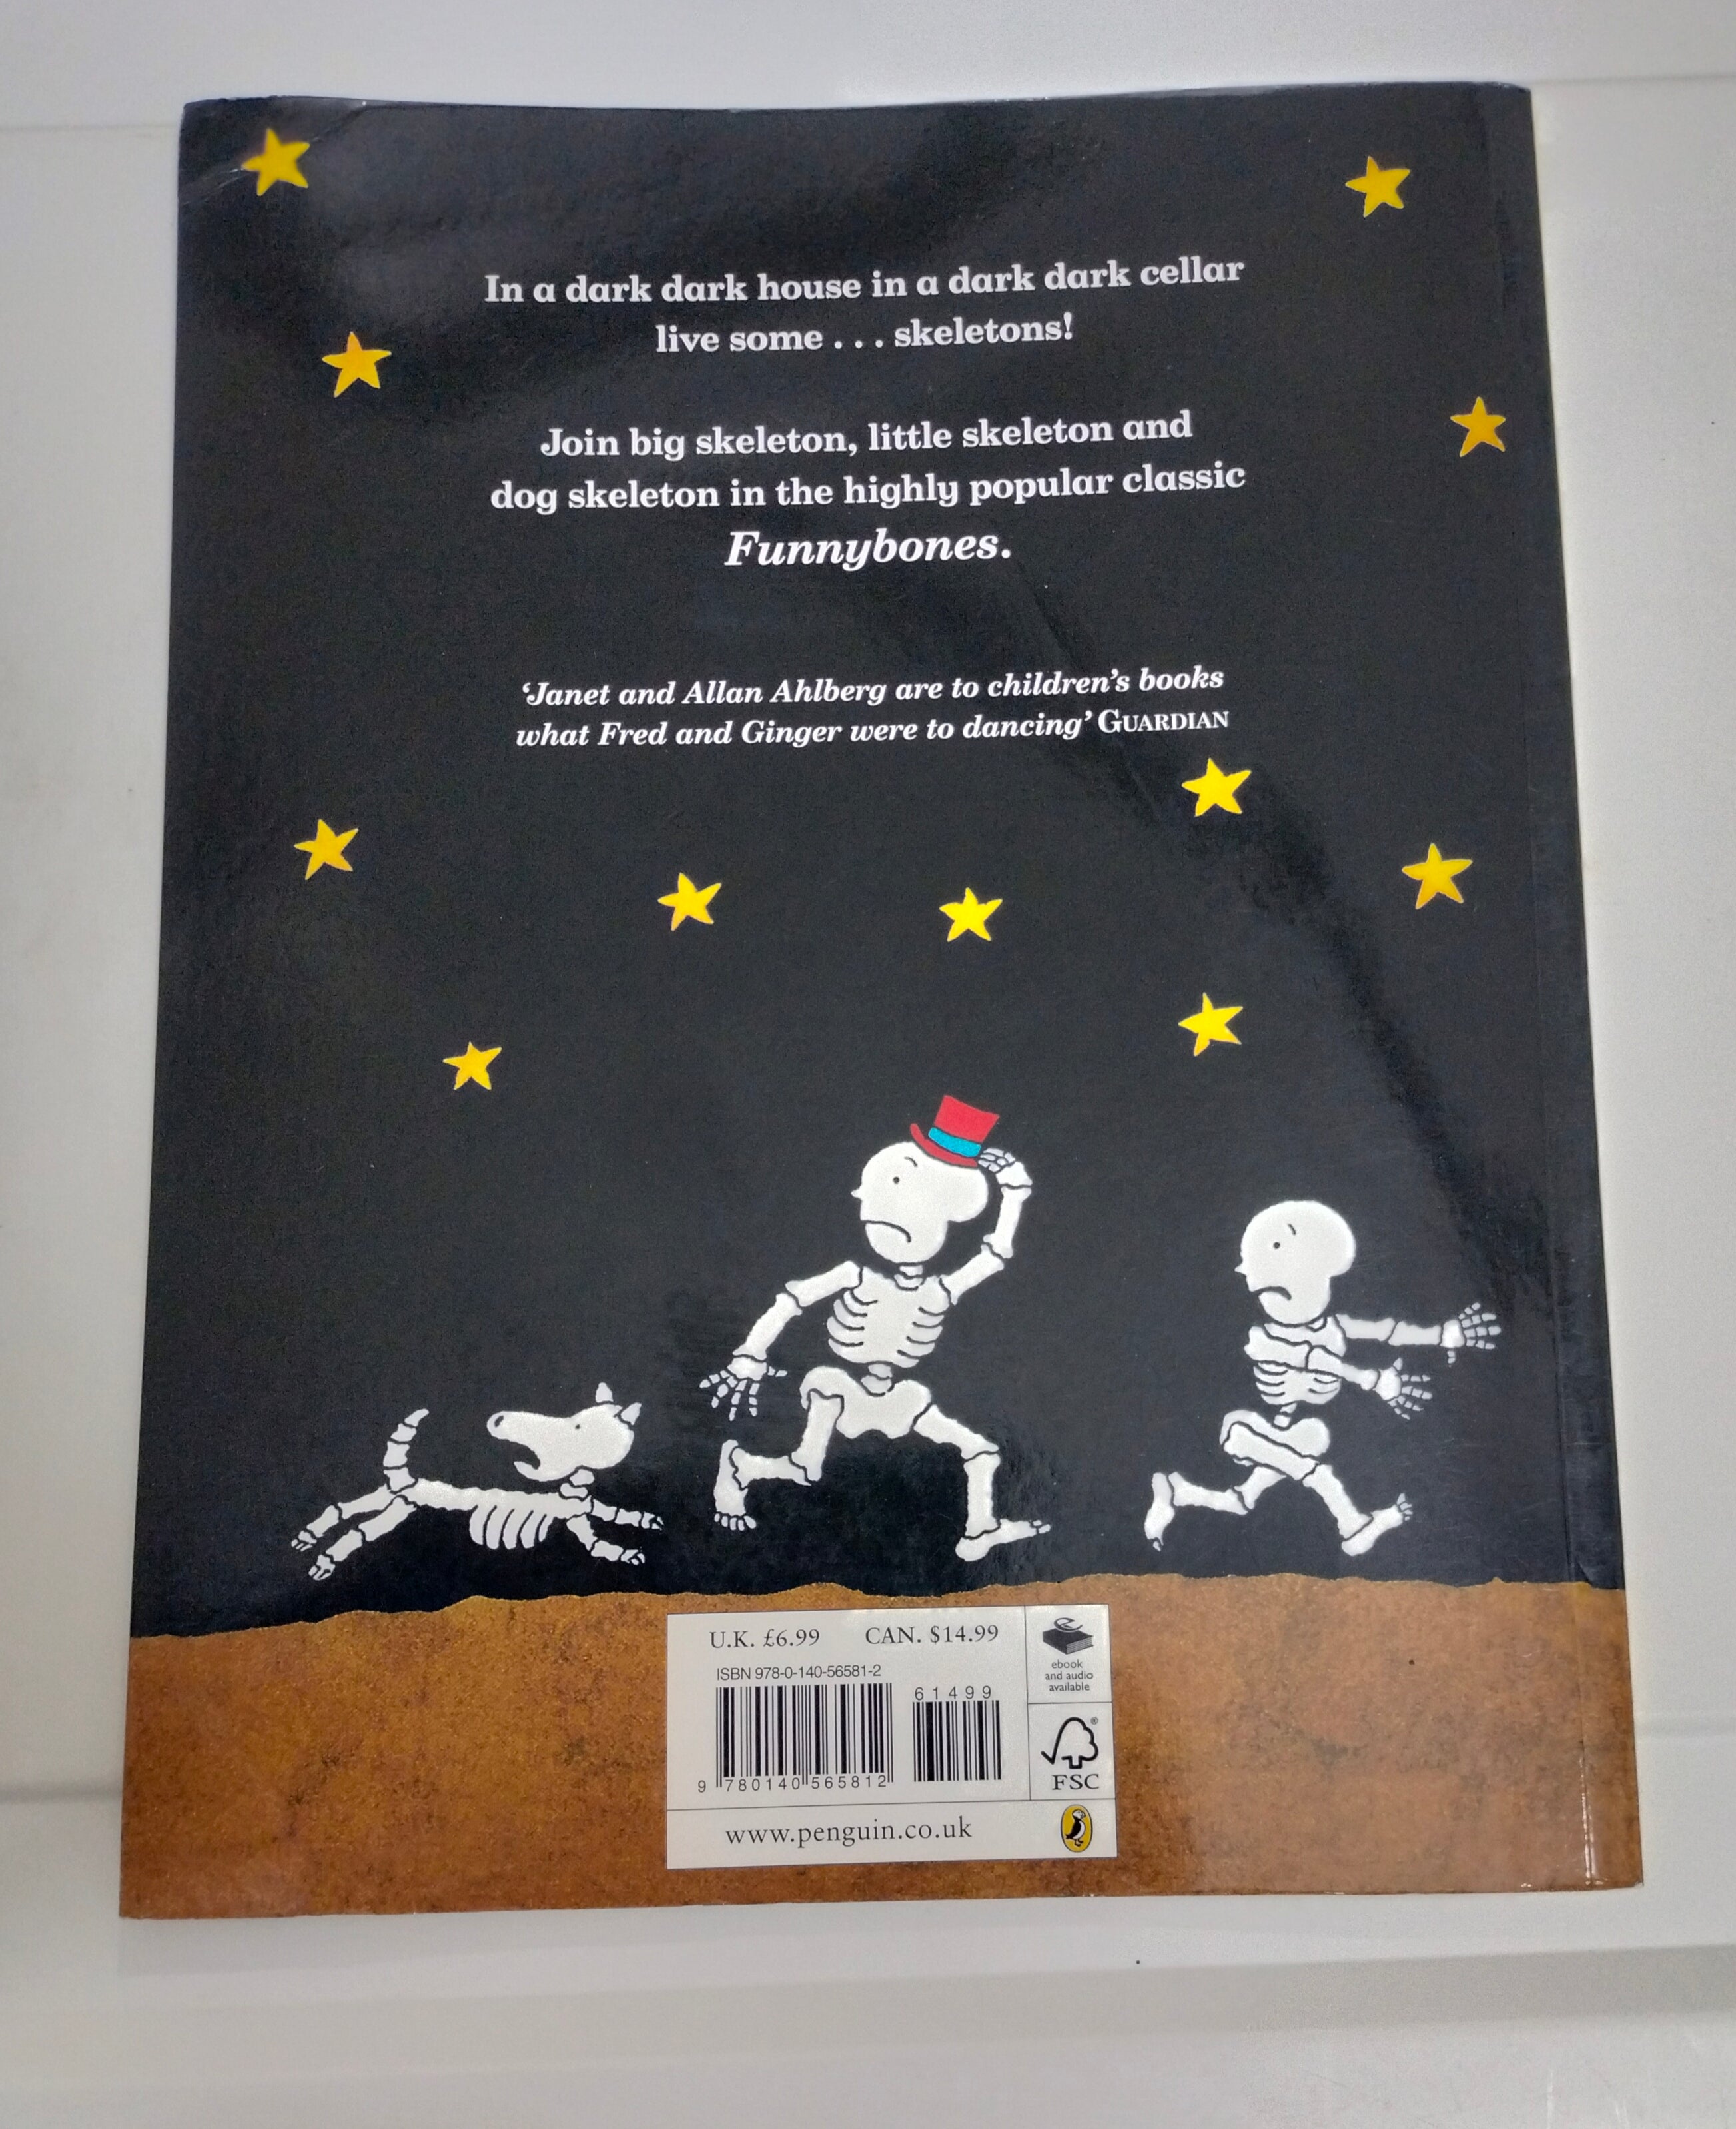 In a dark dark house in a dark dark cellar
live some . . . skeletons!
Join big skeleton, little skeleton and
dog skeleton in the highly popular classic
Funnybones.
‘Janet and Allan Ahlberg are to children’s books
what Fred and Ginger were to dancing’ GUARDIAN
U.K. £6.99 CAN. $14.99
ISBN 978-0-140-56581-2
61499
9 780140 565812
ebook
and audio
available
®
FSC
www.penguin.co.uk